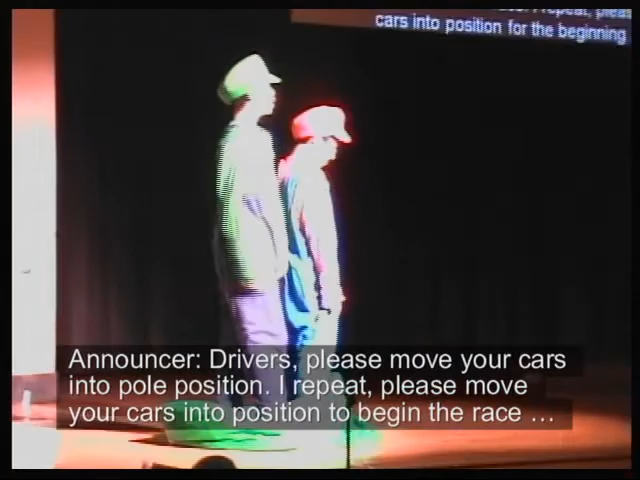 cars into position for the beginning
Announcer: Drivers, please move your cars
into pole position. I repeat, please move
your cars into position to begin the race …